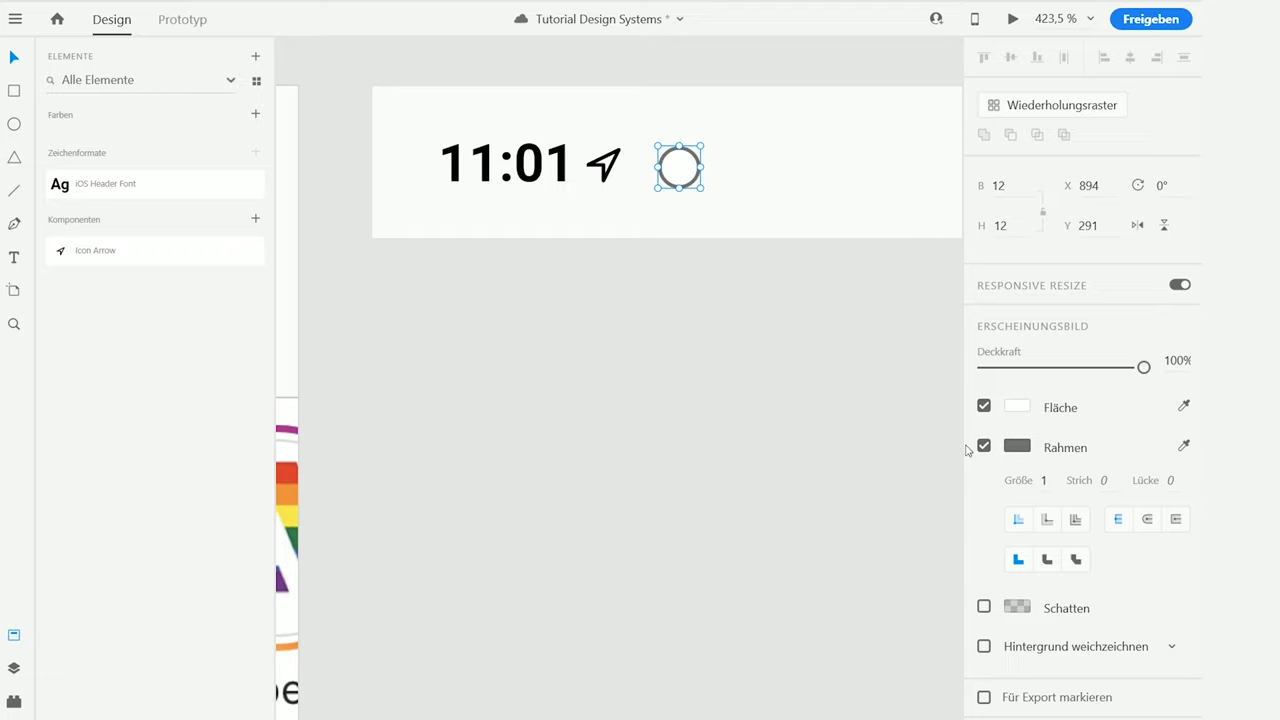 Design
Prototyp
Tutorial Design Systems *
423,5 %
Freigeben
ELEMENTE
Alle Elemente
Farben
Zeichenformate
Ag iOS Header Font
Komponenten
Icon Arrow
11:01
Wiederholungsraster
B 12
X 894
0°
H 12
Y 291
RESPONSIVE RESIZE
ERSCHEINUNGSBILD
Deckkraft
100%
Fläche
Rahmen
Größe 1 Strich 0 Lücke 0
Schatten
Hintergrund weichzeichnen
Für Export markieren